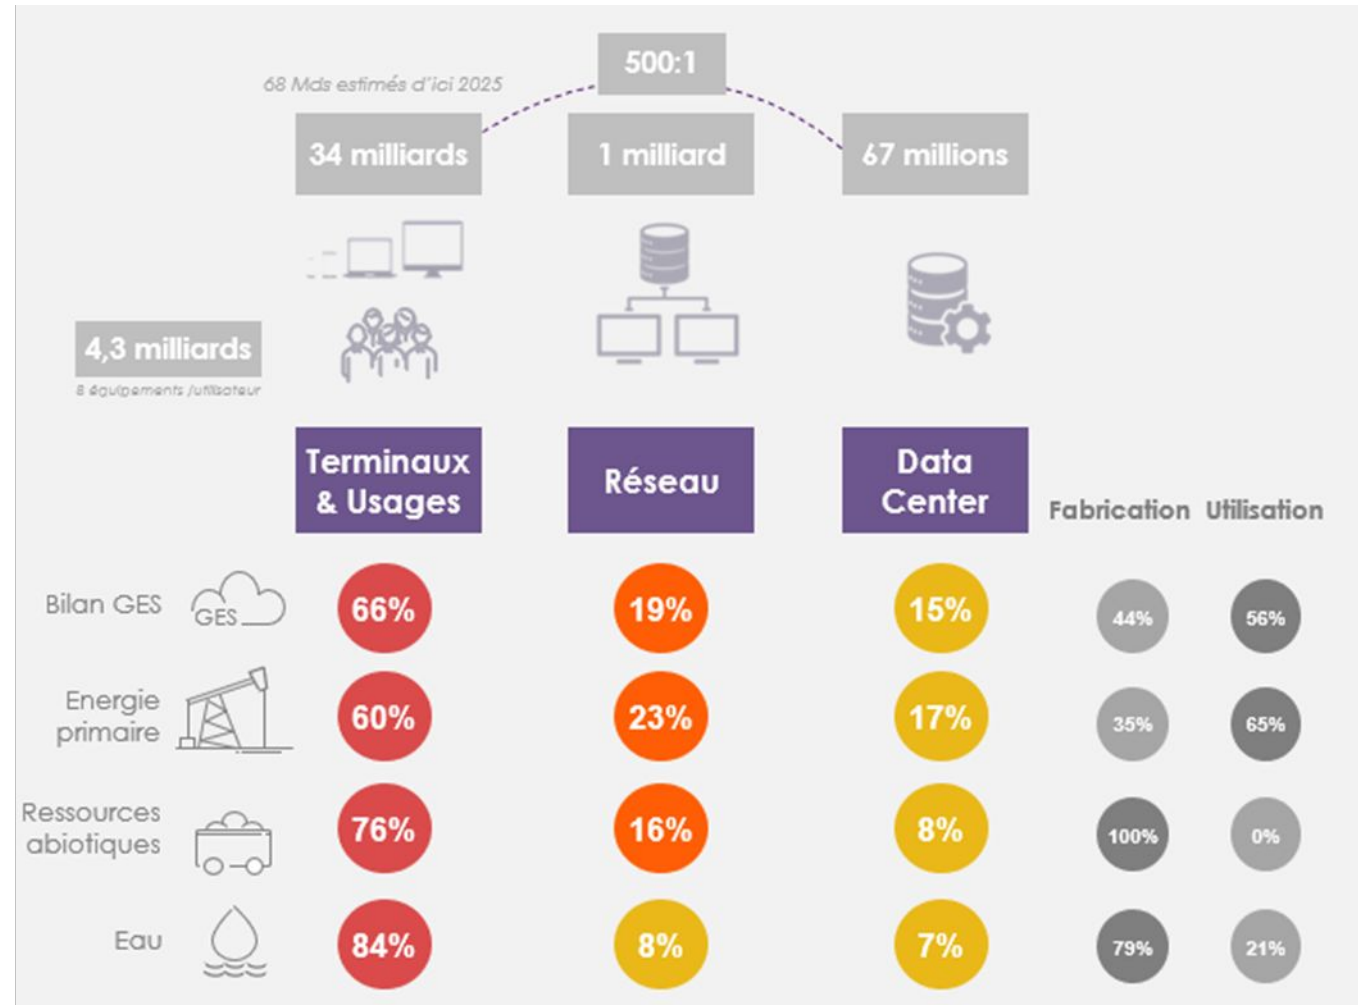 500:1
68 Mds estimés d'ici 2025
34 milliards
1 milliard
67 millions
4,3 milliards
8 équipements /utilisateur
Terminaux
& Usages
Réseau
Data
Center
Fabrication
Utilisation
Bilan GES
GES
66%
19%
15%
44%
56%
Energie
primaire
60%
23%
17%
35%
65%
Ressources
abiotiques
76%
16%
8%
100%
0%
Eau
84%
8%
7%
79%
21%